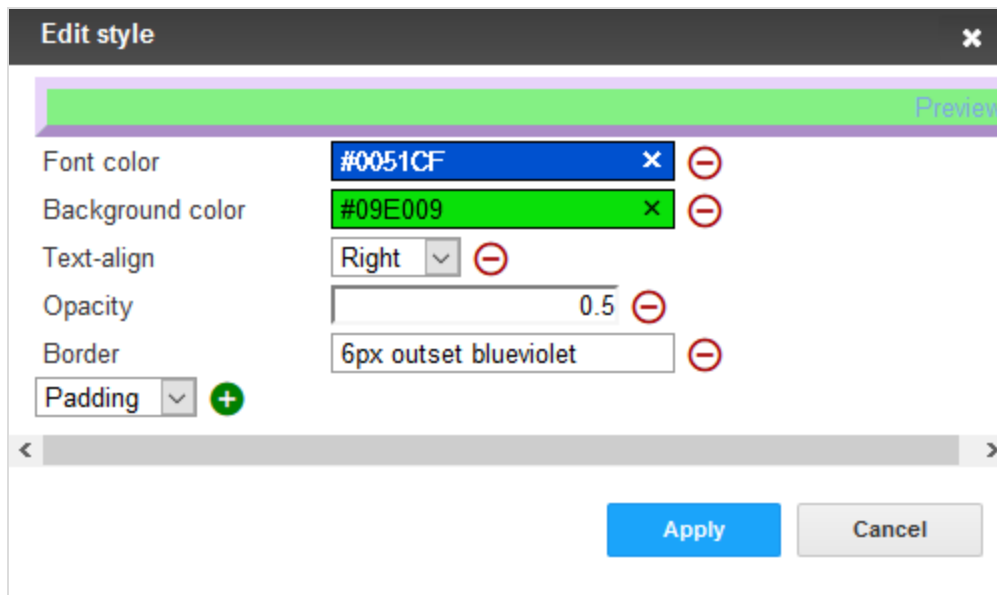 Edit style
Preview
Font color #0051CF
Background color #09E009
Text-align Right
Opacity 0.5
Border 6px outset blueviolet
Padding
Apply Cancel